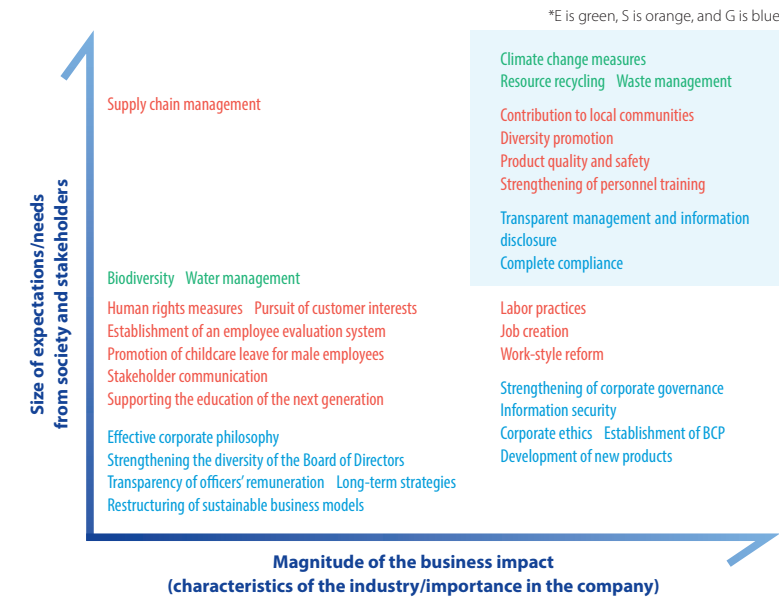 *E is green, S is orange, and G is blue
Size of expectations/needs
from society and stakeholders
Supply chain management
Biodiversity Water management
Human rights measures Pursuit of customer interests
Establishment of an employee evaluation system
Promotion of childcare leave for male employees
Stakeholder communication
Supporting the education of the next generation
Effective corporate philosophy
Strengthening the diversity of the Board of Directors
Transparency of officers' remuneration Long-term strategies
Restructuring of sustainable business models
Climate change measures
Resource recycling Waste management
Contribution to local communities
Diversity promotion
Product quality and safety
Strengthening of personnel training
Transparent management and information
disclosure
Complete compliance
Labor practices
Job creation
Work-style reform
Strengthening of corporate governance
Information security
Corporate ethics Establishment of BCP
Development of new products
Magnitude of the business impact
(characteristics of the industry/importance in the company)